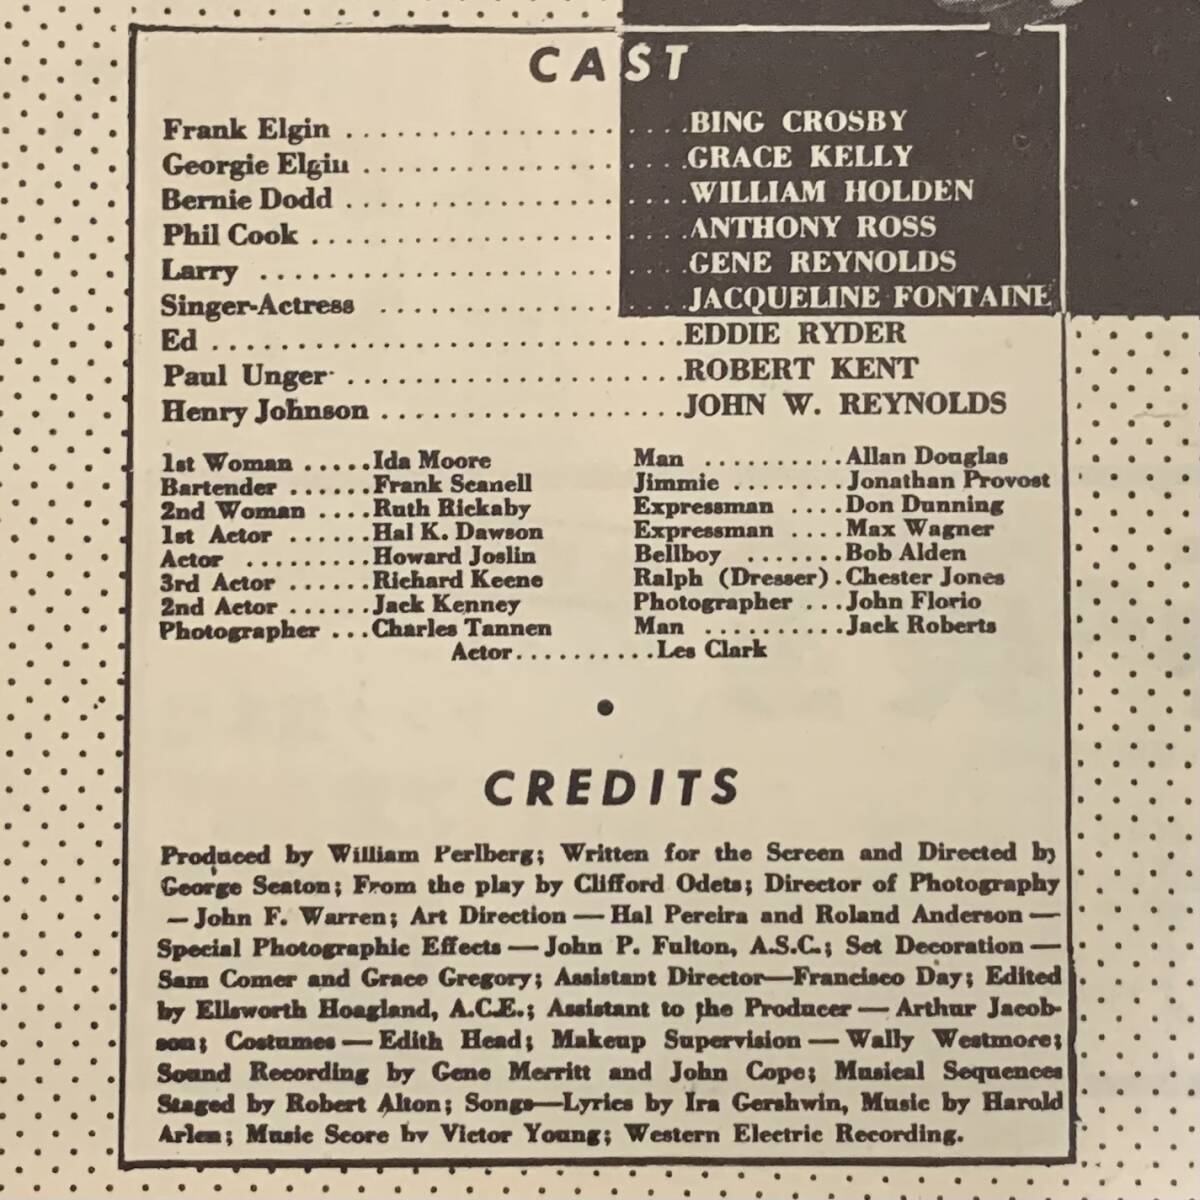 CAST
Frank Elgin ....................BING CROSBY
Georgie Elgin ...................GRACE KELLY
Bernie Dodd ....................WILLIAM HOLDEN
Phil Cook ......................ANTHONY ROSS
Larry .........................GENE REYNOLDS
Singer-Actress ..................JACQUELINE FONTAINE
Ed ............................EDDIE RYDER
Paul Unger ....................ROBERT KENT
Henry Johnson ..................JOHN W. REYNOLDS
1st Woman .....Ida Moore
Bartender ......Frank Scanell
2nd Woman ....Ruth Rickaby
1st Actor ......Hal K. Dawson
Actor .........Howard Joslin
3rd Actor ......Richard Keene
2nd Actor ......Jack Kenney
Photographer ...Charles Tannen
Man ..........Allan Douglas
Jimmie ........Jonathan Provost
Expressman ....Don Dunning
Expressman ....Max Wagner
Bellboy .......Bob Alden
Ralph (Dresser).Chester Jones
Photographer ...John Florio
Man ..........Jack Roberts
Actor..........Les Clark
CREDITS
Produced by William Perlberg; Written for the Screen and Directed by
George Seaton; From the play by Clifford Odets; Director of Photography
— John F. Warren; Art Direction — Hal Pereira and Roland Anderson —
Special Photographic Effects — John P. Fulton, A.S.C.; Set Decoration —
Sam Comer and Grace Gregory; Assistant Director—Francisco Day; Edited
by Ellsworth Hoagland, A.C.E.; Assistant to the Producer — Arthur Jacob-
son; Costumes — Edith Head; Makeup Supervision — Wally Westmore;
Sound Recording by Gene Merritt and John Cope; Musical Sequences
Staged by Robert Alton; Songs—Lyrics by Ira Gershwin, Music by Harold
Arlen; Music Score by Victor Young; Western Electric Recording.